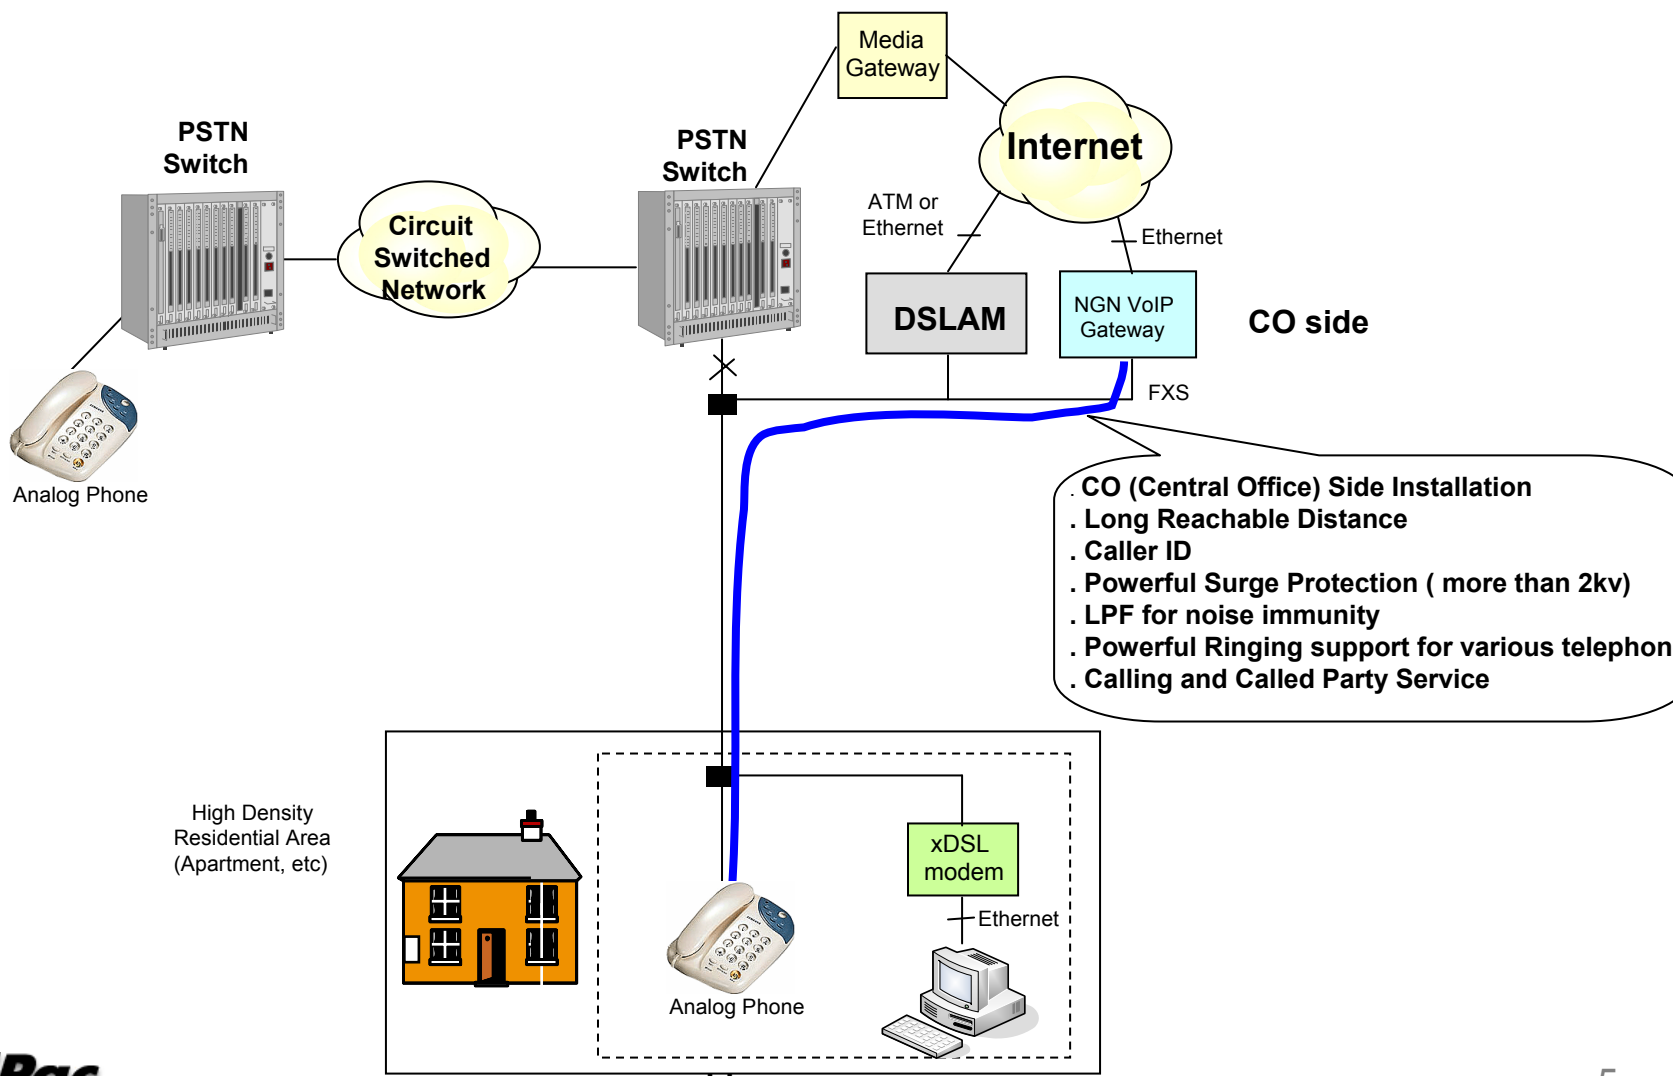 Media
Gateway
PSTN
Switch
PSTN
Switch
Internet
ATM or
Ethernet
Ethernet
Circuit
Switched
Network
DSLAM
NGN VoIP
Gateway
CO side
FXS
Analog Phone
. CO (Central Office) Side Installation
. Long Reachable Distance
. Caller ID
. Powerful Surge Protection ( more than 2kv)
. LPF for noise immunity
. Powerful Ringing support for various telephon
. Calling and Called Party Service
High Density
Residential Area
(Apartment, etc)
xDSL
modem
Ethernet
Analog Phone
5